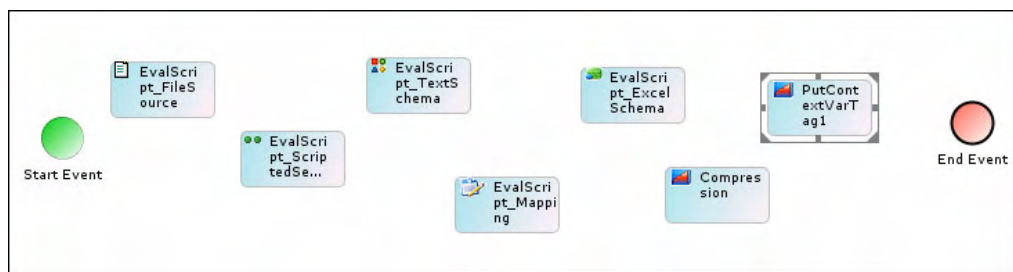 Start Event
EvalScri
pt_FileS
ource
EvalScri
pt_Scrip
tedSe...
EvalScri
pt_TextS
chema
EvalScri
pt_Mappi
ng
EvalScri
pt_Excel
Schema
Compres
sion
PutCont
extVarT
ag1
End Event